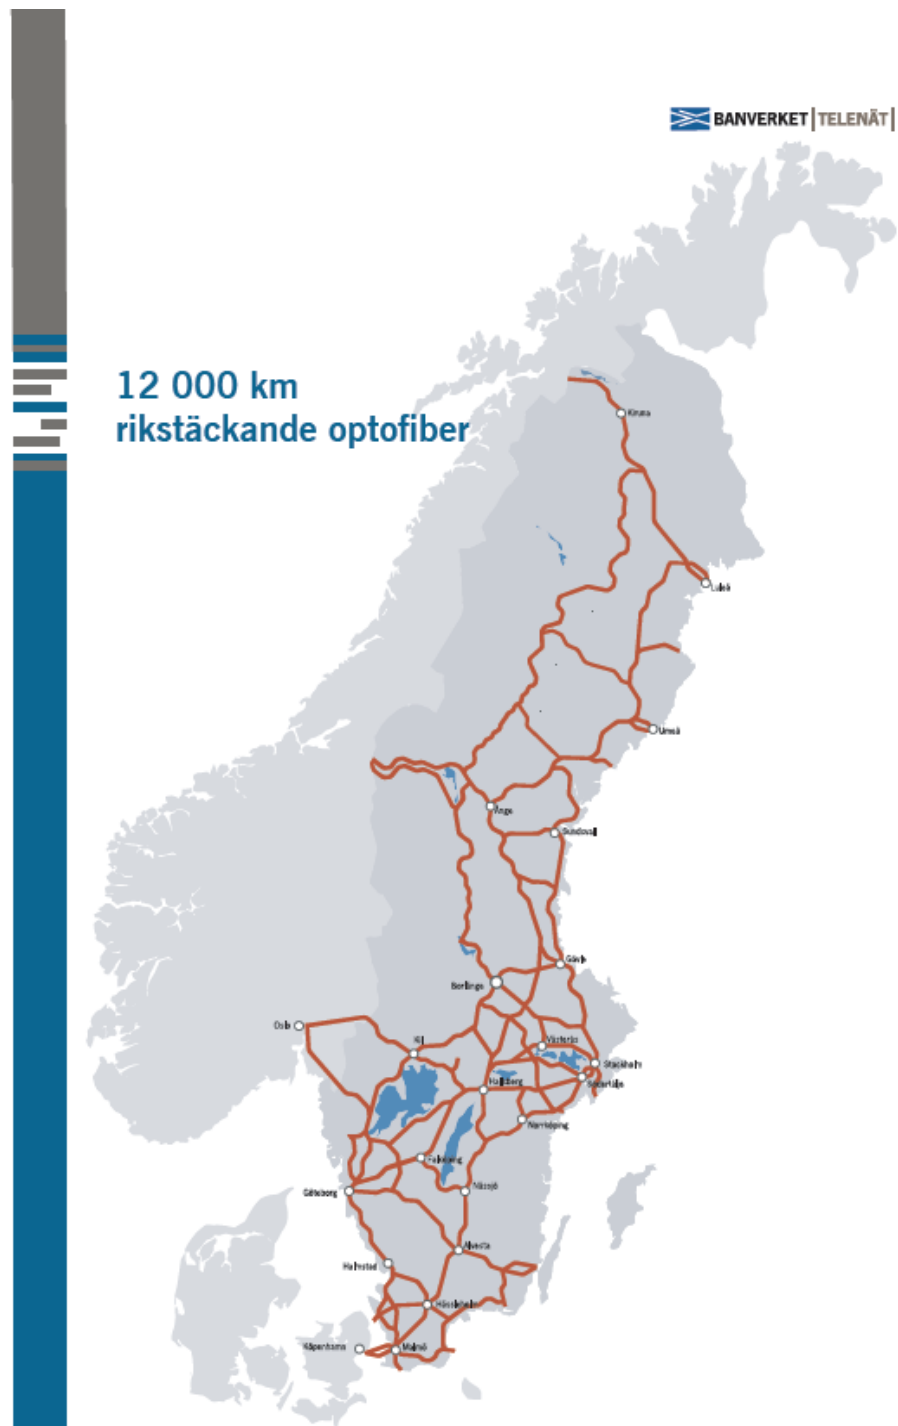 BANVERKET TELENÄT
12 000 km
rikstäckande optofiber
Kiruna
Luleå
Umeå
Ånge
Sundsvall
Gävle
Borlänge
Oslo
Kil
Västerås
Stockholm
Södertälje
Hallsberg
Norrköping
Falköping
Göteborg
Nässjö
Alvesta
Halmstad
Hässleholm
Köpenhamn
Malmö